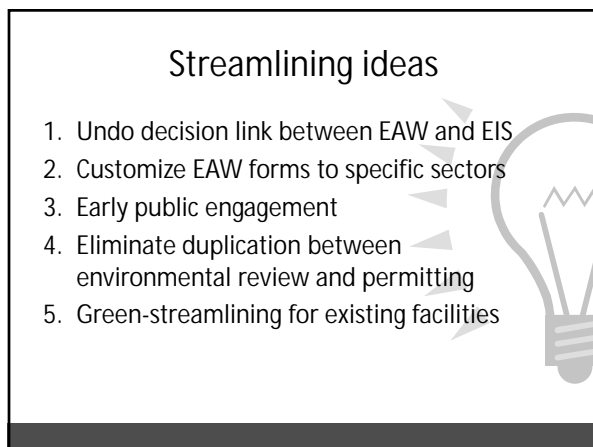 Streamlining ideas
1. Undo decision link between EAW and EIS
2. Customize EAW forms to specific sectors
3. Early public engagement
4. Eliminate duplication between
environmental review and permitting
5. Green-streamlining for existing facilities